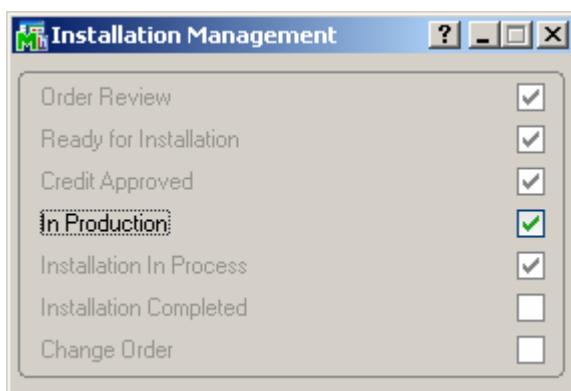 Installation Management
Order Review
Ready for Installation
Credit Approved
In Production
Installation In Process
Installation Completed
Change Order